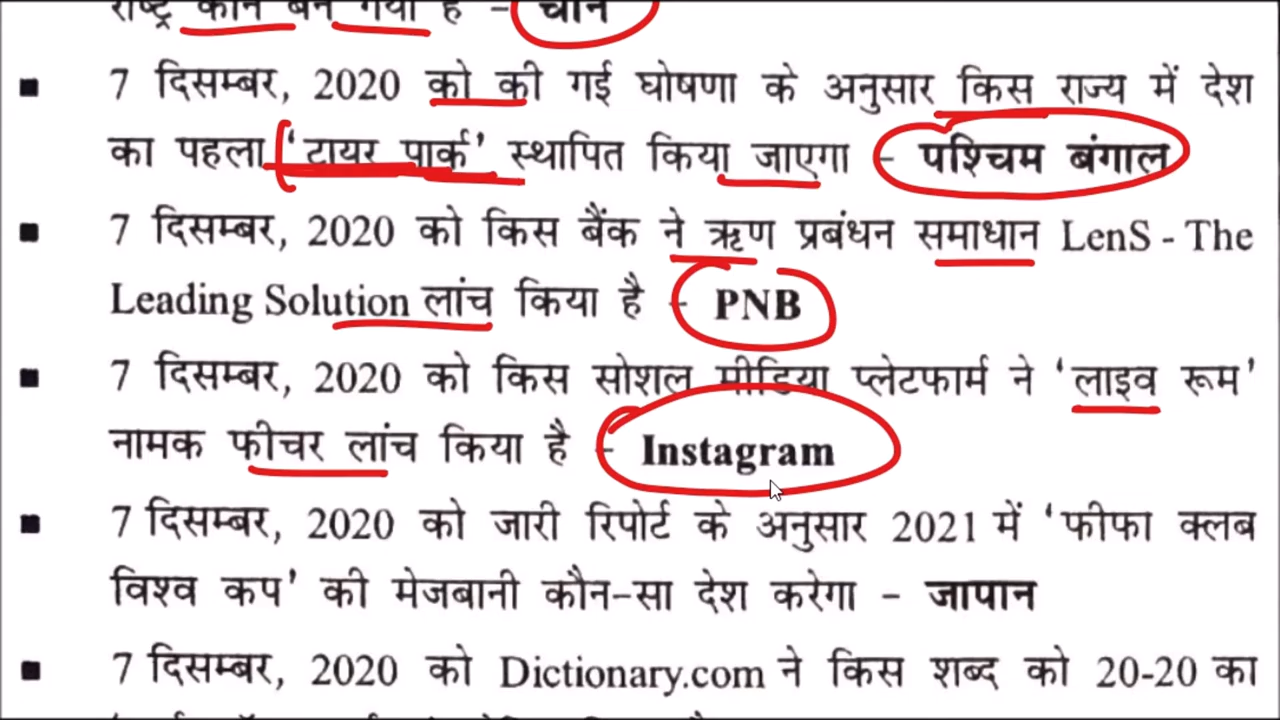 राष्ट्र कौन बन गया है - चीन
■ 7 दिसम्बर, 2020 को की गई घोषणा के अनुसार किस राज्य में देश
का पहला 'टायर पार्क' स्थापित किया जाएगा - पश्चिम बंगाल
■ 7 दिसम्बर, 2020 को किस बैंक ने ऋण प्रबंधन समाधान LenS - The
Leading Solution लांच किया है - PNB
■ 7 दिसम्बर, 2020 को किस सोशल मीडिया प्लेटफार्म ने 'लाइव रूम'
नामक फीचर लांच किया है - Instagram
■ 7 दिसम्बर, 2020 को जारी रिपोर्ट के अनुसार 2021 में 'फीफा क्लब
विश्व कप' की मेजबानी कौन-सा देश करेगा - जापान
■ 7 दिसम्बर, 2020 को Dictionary.com ने किस शब्द को 20-20 का